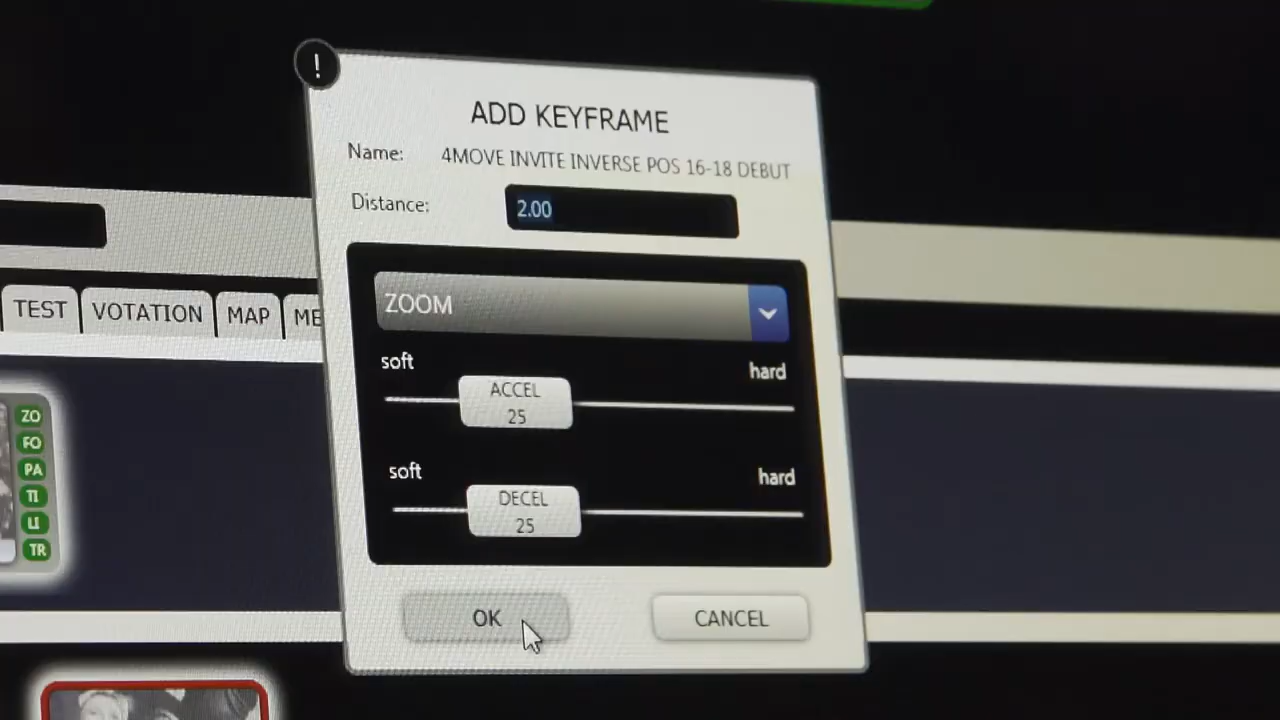 !
ADD KEYFRAME
Name: 4MOVE INVITE INVERSE POS 16-18 DEBUT
Distance: 2.00
TEST VOTATION MAP ME
ZOOM
soft hard
ACCEL
25
soft hard
DECEL
25
ZO
FO
PA
TI
LI
TR
OK CANCEL